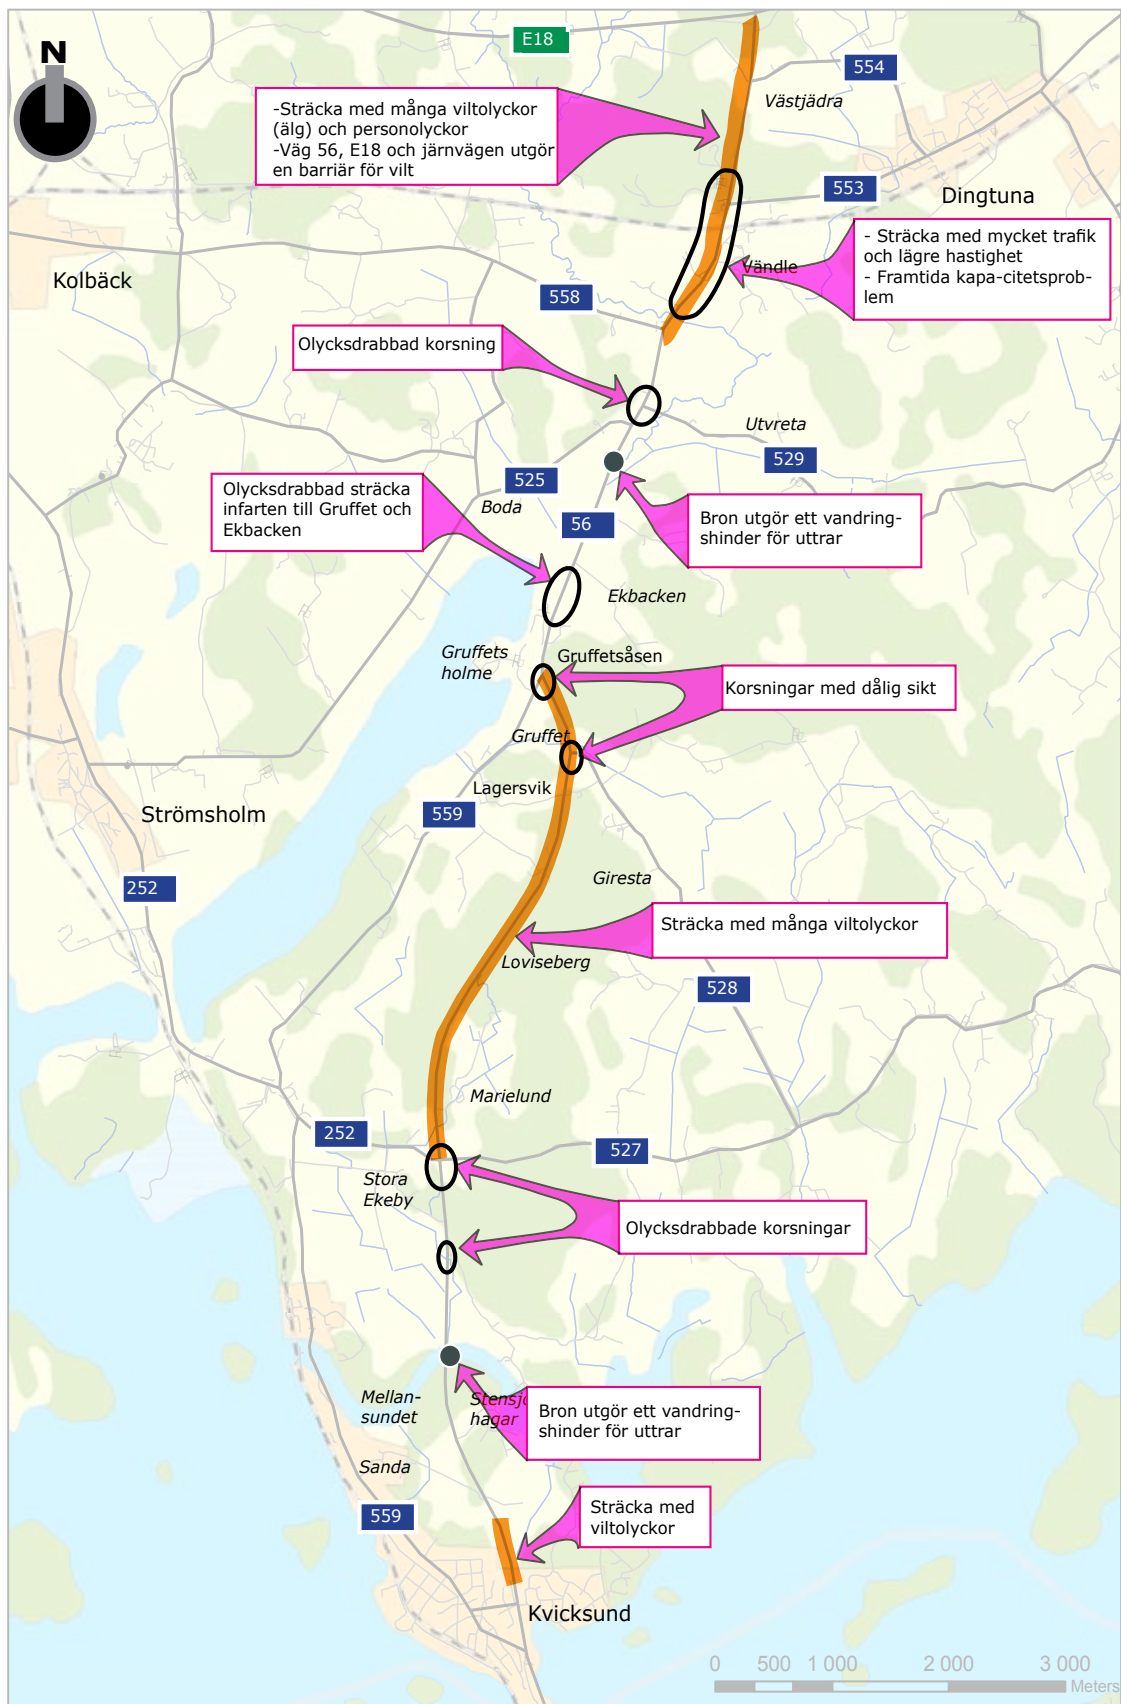 E18
N
554
Västjädra
-Sträcka med många viltolyckor
(älg) och personolyckor
-Väg 56, E18 och järnvägen utgör
en barriär för vilt
553
Dingtuna
- Sträcka med mycket trafik
och lägre hastighet
- Framtida kapa-citetsprob-
lem
Vändle
Kolbäck
558
Olycksdrabbad korsning
Utvreta
529
525
Boda
Olycksdrabbad sträcka
infarten till Gruffet och
Ekbacken
56
Bron utgör ett vandring-
shinder för uttrar
Ekbacken
Gruffets
holme
Gruffetsåsen
Korsningar med dålig sikt
Gruffet
Lagersvik
Strömsholm
559
252
Giresta
Sträcka med många viltolyckor
Loviseberg
528
Marielund
252
527
Stora
Ekeby
Olycksdrabbade korsningar
Mellan-
sundet
Stensjö
hagar
Bron utgör ett vandring-
shinder för uttrar
Sanda
559
Sträcka med
viltolyckor
Kvicksund
0 500 1 000 2 000 3 000
Meters